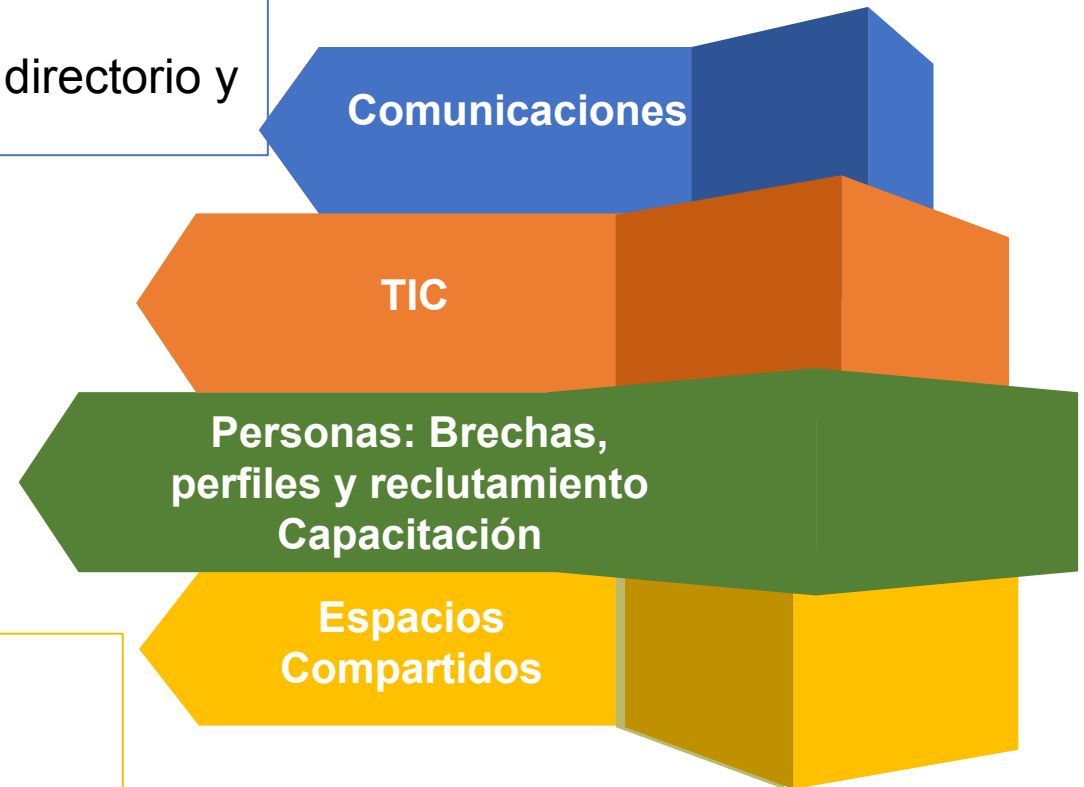 directorio y
Comunicaciones
TIC
Personas: Brechas,
perfiles y reclutamiento
Capacitación
Espacios
Compartidos